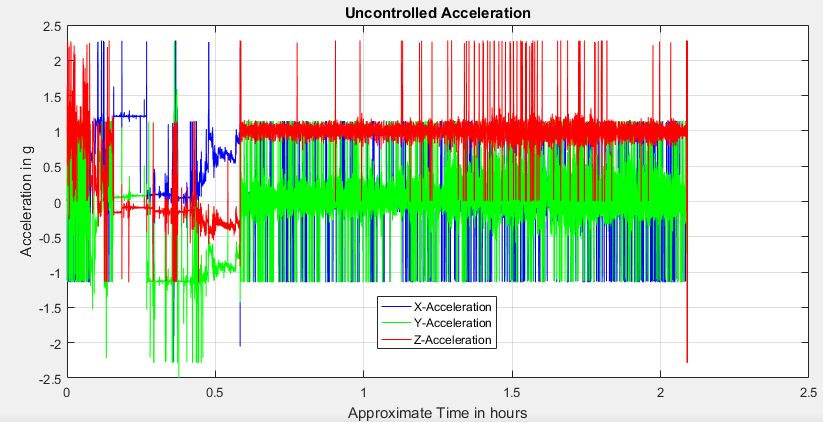 Uncontrolled Acceleration
2.5
2
1.5
1
0.5
0
-0.5
-1
-1.5
-2
-2.5
Acceleration in g
X-Acceleration
Y-Acceleration
Z-Acceleration
0 0.5 1 1.5 2 2.5
Approximate Time in hours